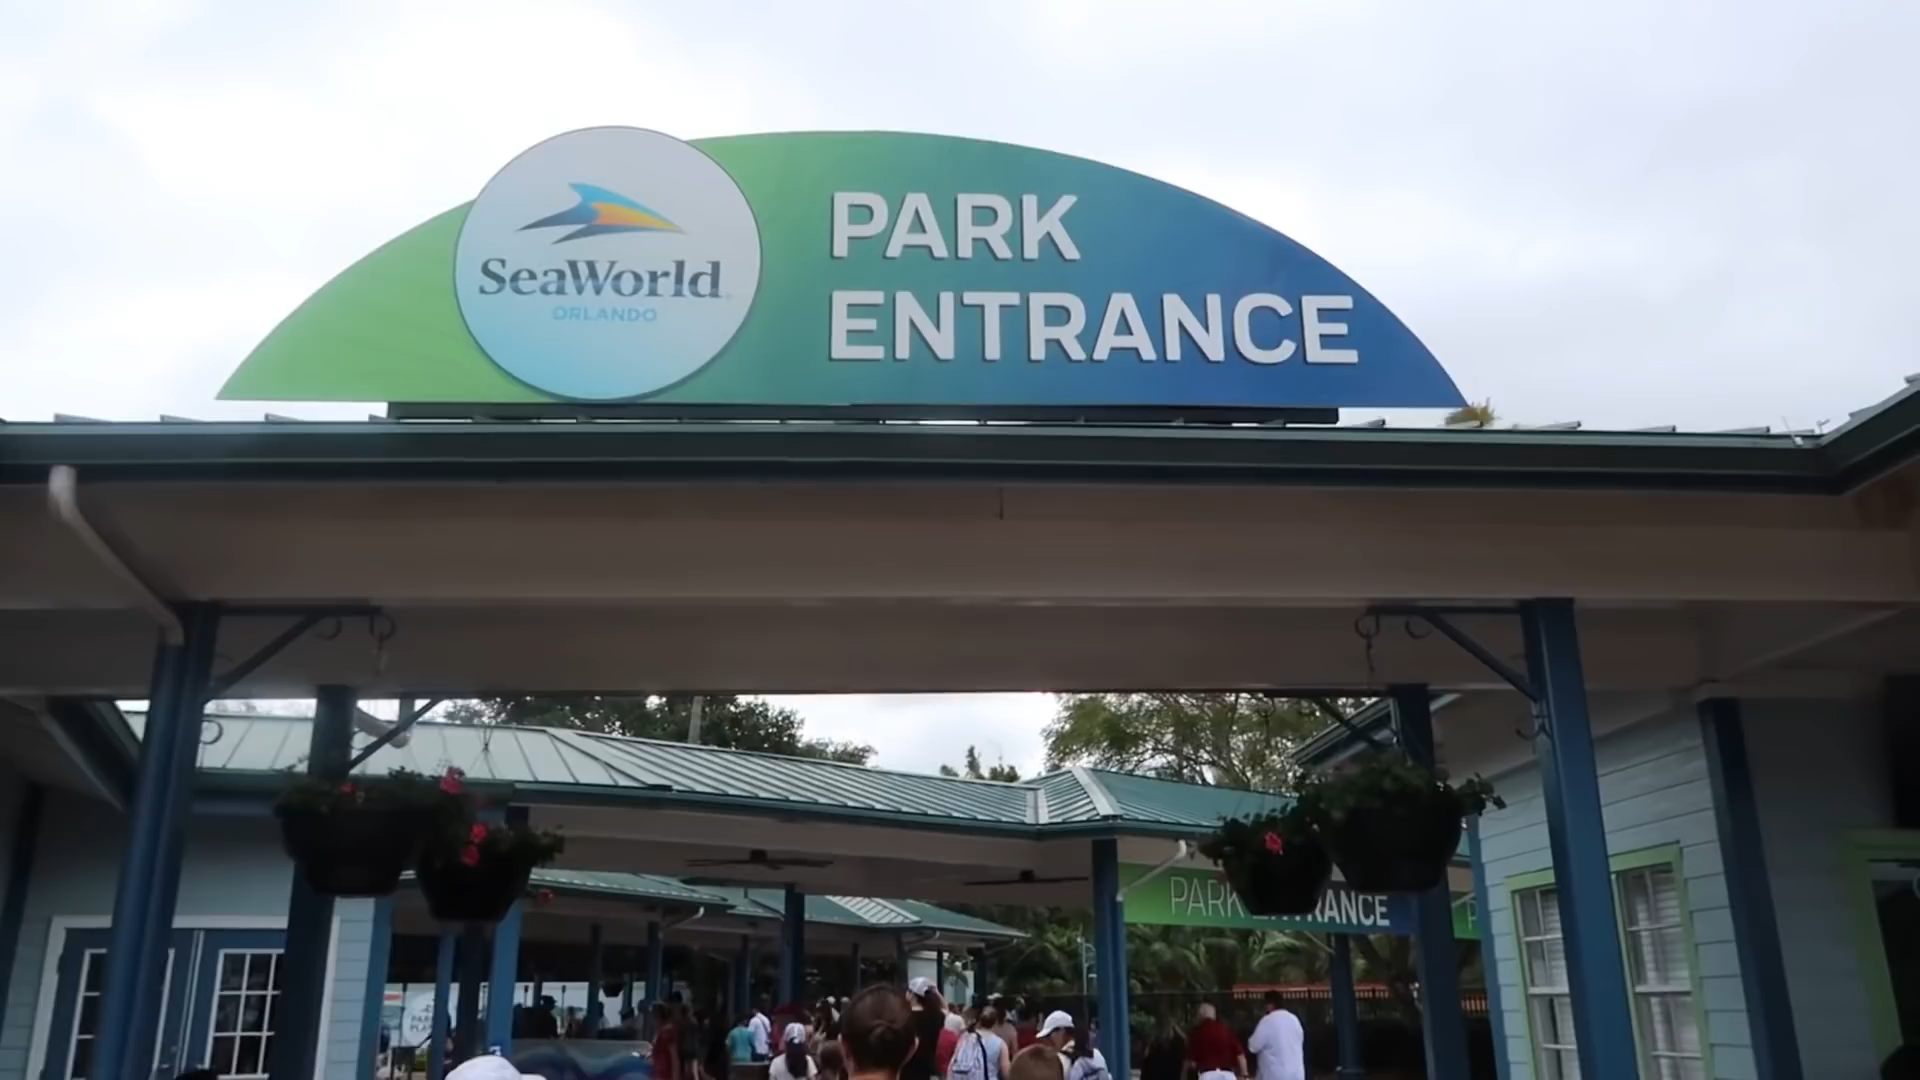 SeaWorld
ORLANDO
PARK
ENTRANCE
PARK ENTRANCE